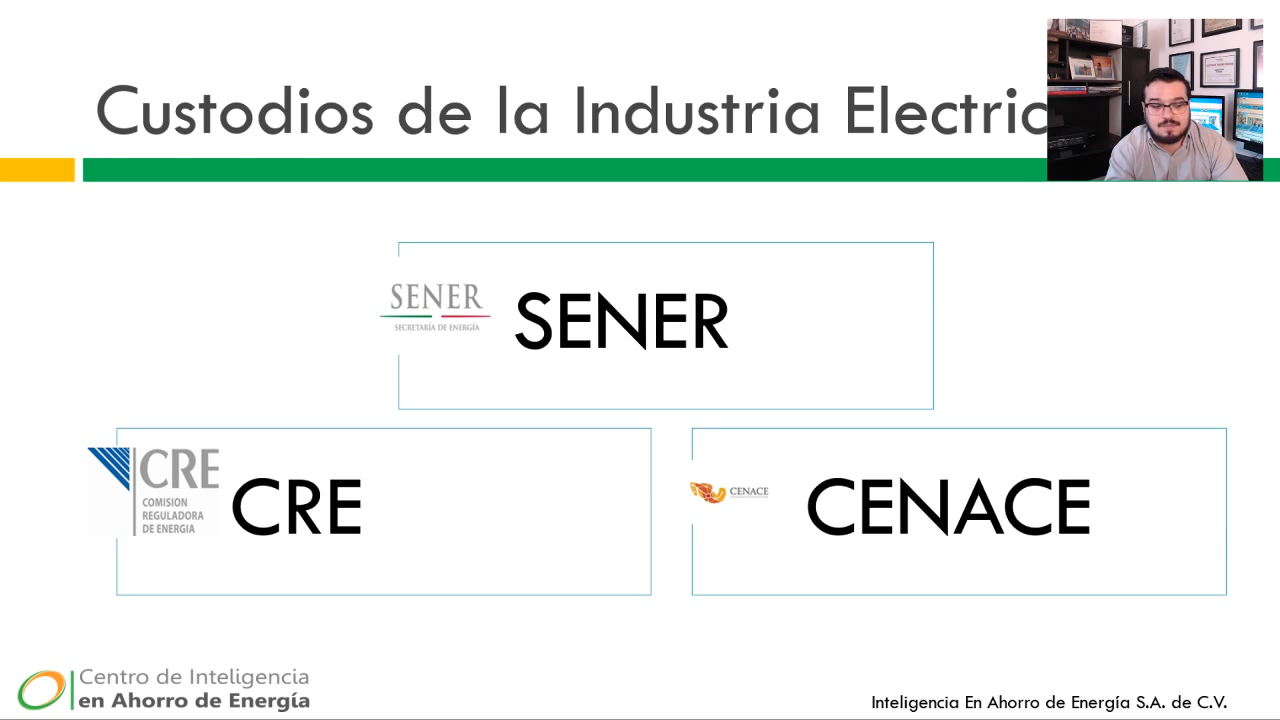 Custodios de la Industria Electric
SENER
SECRETARÍA DE ENERGÍA
SENER
CRE
COMISION
REGULADORA
DE ENERGIA
CRE
CENACE
CENACE
Centro de Inteligencia
en Ahorro de Energía
Inteligencia En Ahorro de Energía S.A. de C.V.